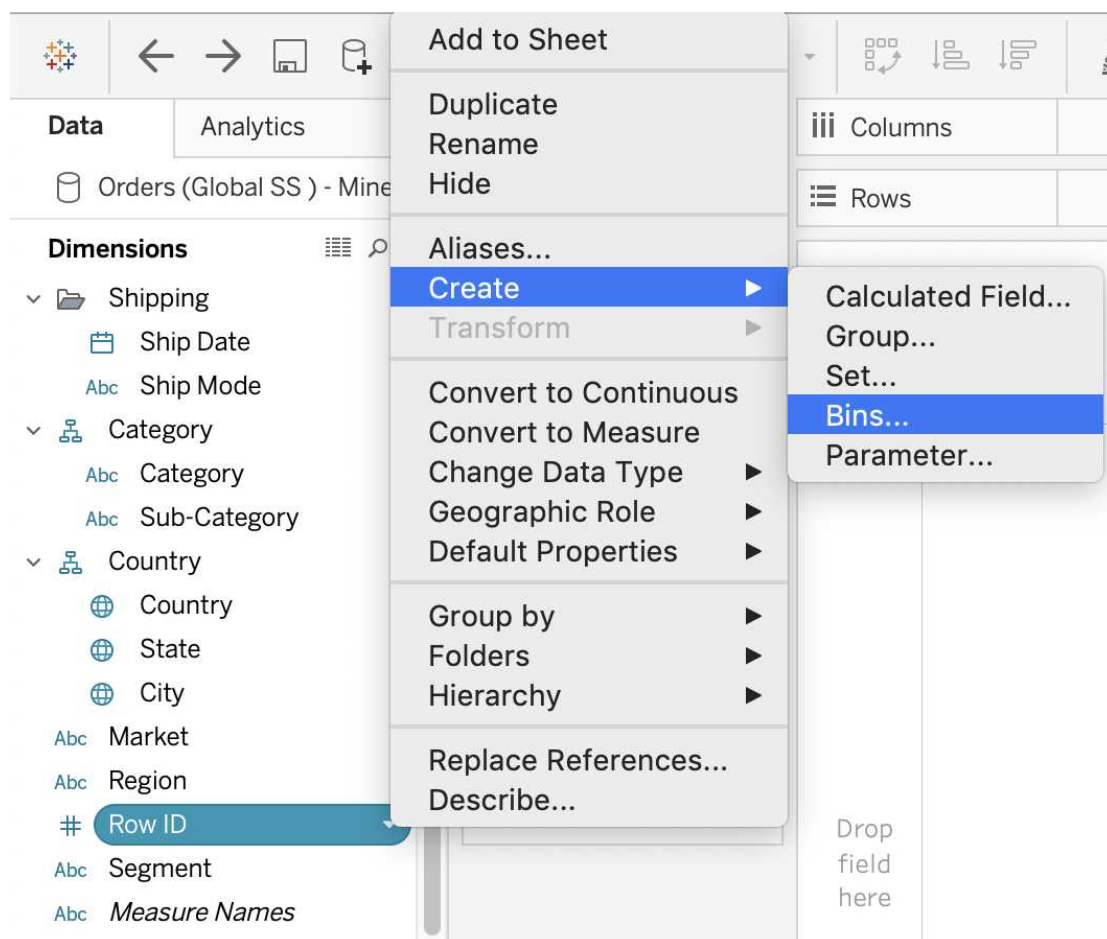 Data
Analytics
Orders (Global SS ) - Mine
Dimensions
Shipping
Ship Date
Abc Ship Mode
Category
Abc Category
Abc Sub-Category
Country
Country
State
City
Abc Market
Abc Region
# Row ID
Abc Segment
Abc Measure Names
Add to Sheet
Duplicate
Rename
Hide
Aliases...
Create
Transform
Convert to Continuous
Convert to Measure
Change Data Type
Geographic Role
Default Properties
Group by
Folders
Hierarchy
Replace References...
Describe...
Calculated Field...
Group...
Set...
Bins...
Parameter...
Columns
Rows
Drop
field
here